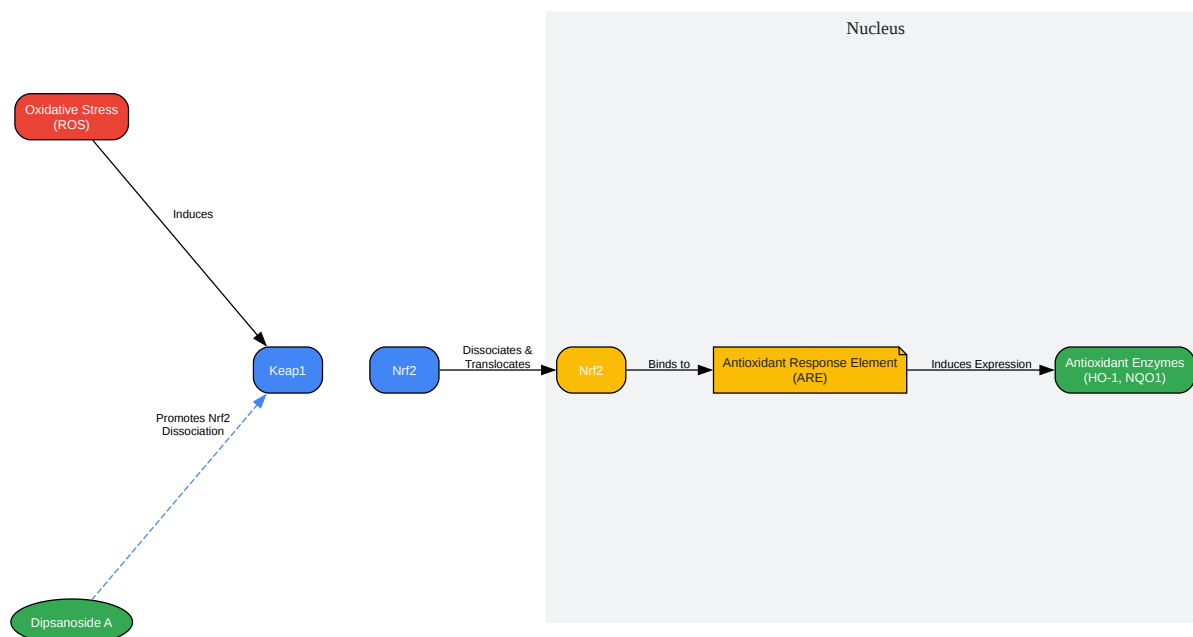 Nucleus
Oxidative Stress
(ROS)
Induces
Keap1
Nrf2
Dissociates &
Translocates
Nrf2
Binds to
Antioxidant Response Element
(ARE)
Induces Expression
Antioxidant Enzymes
(HO-1, NQO1)
Promotes Nrf2
Dissociation
Dipsanoside A